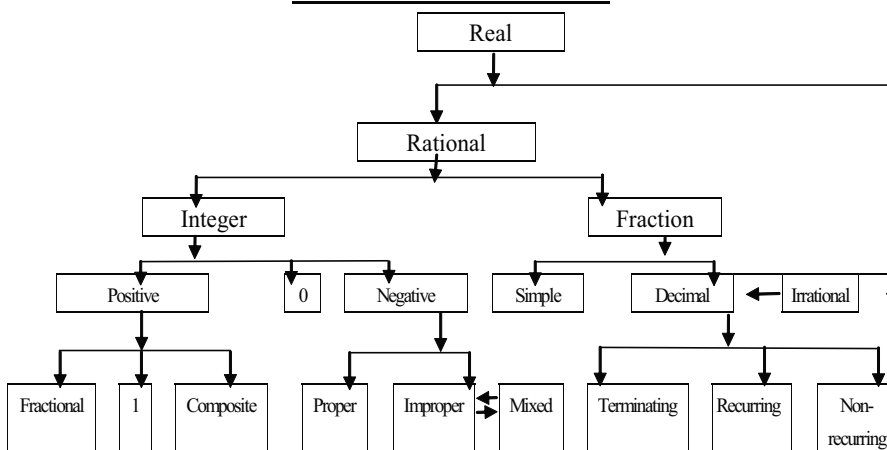 Real
Rational
Integer
Fraction
Positive
0
Negative
Simple
Decimal
Irrational
Fractional
1
Composite
Proper
Improper
Mixed
Terminating
Recurring
Non-
recurring